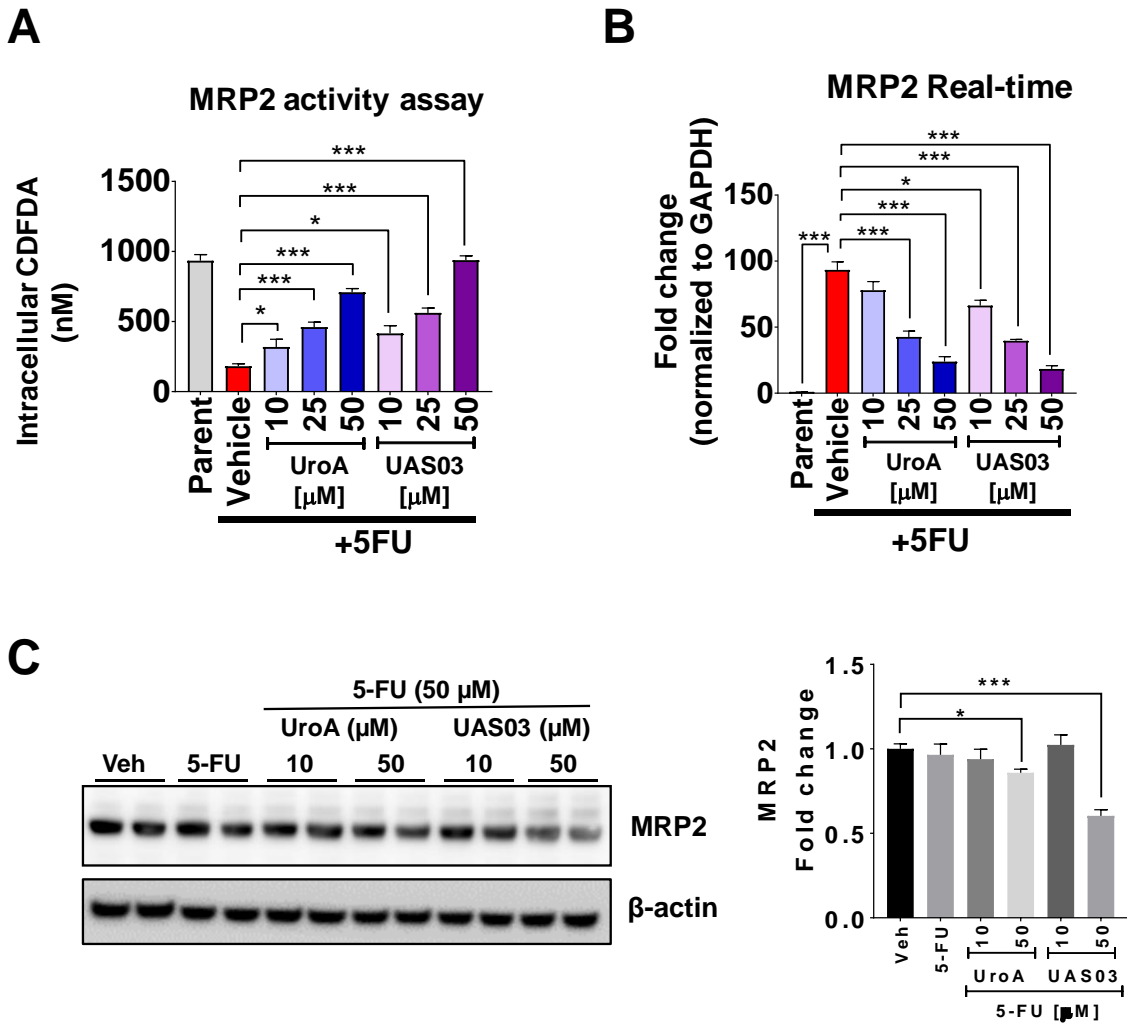 A
MRP2 activity assay
Intracellular CDFDA
(nM)
1500
1000
500
0
***
***
*
***
***
*
Parent
Vehicle
10
25
50
10
25
50
UroA
[µM]
UAS03
[µM]
+5FU
B
MRP2 Real-time
Fold change
(normalized to GAPDH)
150
100
50
0
***
***
*
***
***
***
Parent
Vehicle
10
25
50
10
25
50
UroA
[µM]
UAS03
[µM]
+5FU
C
5-FU (50 µM)
UroA (µM) UAS03 (µM)
Veh 5-FU 10 50 10 50
MRP2
β-actin
MRP2
Fold change
1.5
1.0
0.5
0.0
***
*
Veh
5-FU
10
50
10
50
UroA UAS03
5-FU [µM]